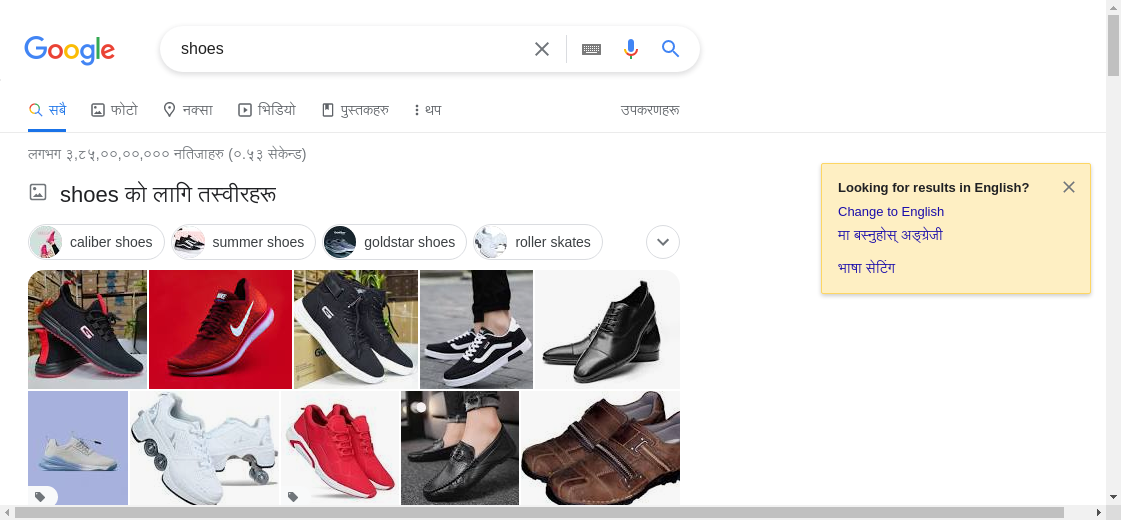 Google
shoes
सबै
फोटो
नक्सा
भिडियो
पुस्तकहरु
थप
उपकरणहरू
लगभग ३,८५,००,००,००० नतिजाहरु (०.५३ सेकेन्ड)
shoes को लागि तस्वीरहरू
caliber shoes
summer shoes
goldstar shoes
roller skates
Looking for results in English?
Change to English
मा बस्नुहोस् अङ्ग्रेजी
भाषा सेटिंग